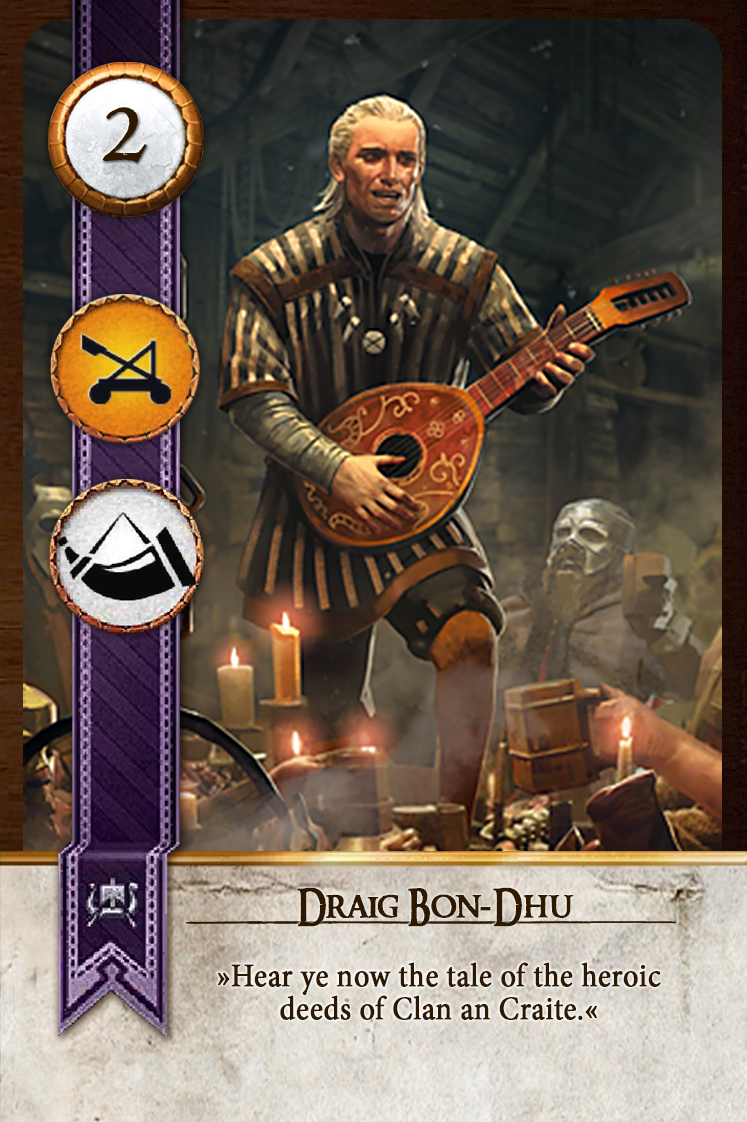 2
Draig Bon-Dhu
»Hear ye now the tale of the heroic
deeds of Clan an Craite.«